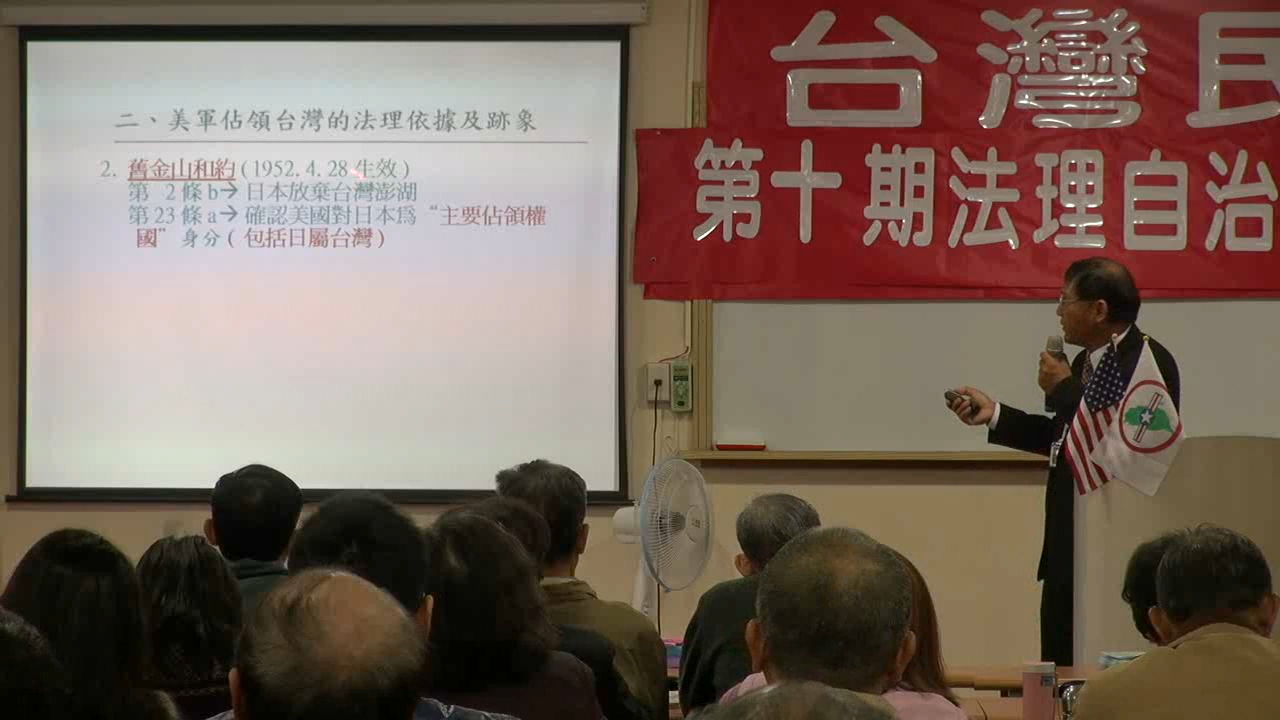 二、美軍佔領台灣的法理依據及跡象
2. 舊金山和約 (1952. 4. 28 生效)
第 2 條 b→ 日本放棄台灣澎湖
第 23 條 a→ 確認美國對日本為 “主要佔領權
國” 身分 ( 包括日屬台灣 )
台灣民
第十期法理自治